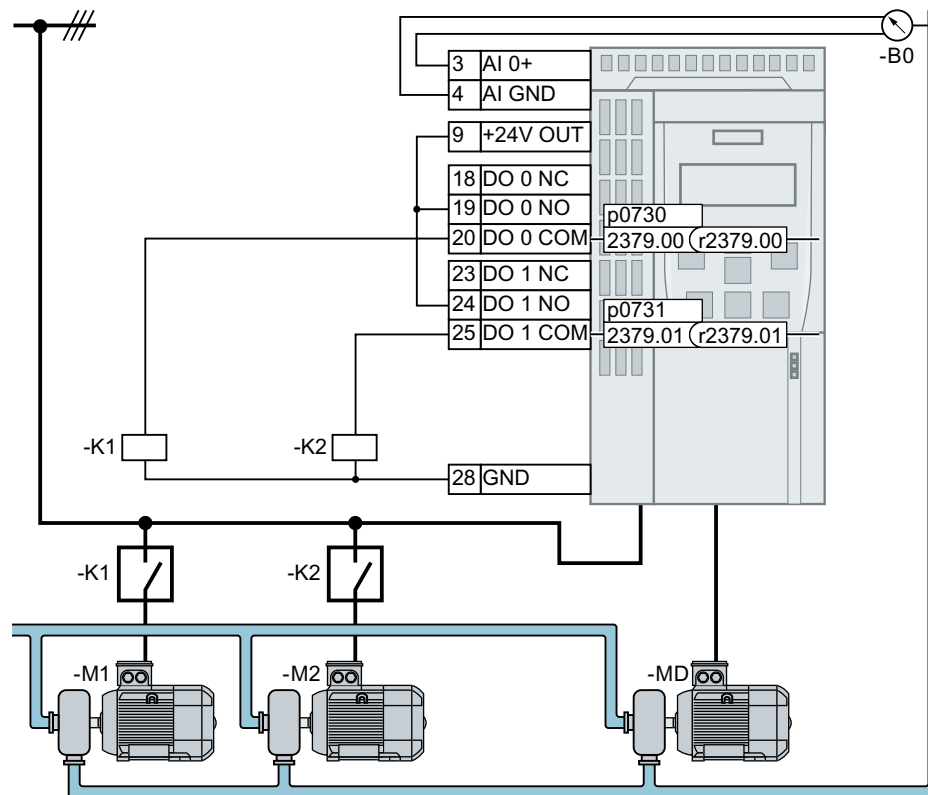 -B0
3 AI 0+
4 AI GND
9 +24V OUT
18 DO 0 NC
19 DO 0 NO
p0730
20 DO 0 COM 2379.00 r2379.00
23 DO 1 NC
24 DO 1 NO
p0731
25 DO 1 COM 2379.01 r2379.01
-K1 -K2
28 GND
-K1 -K2
-M1 -M2 -MD